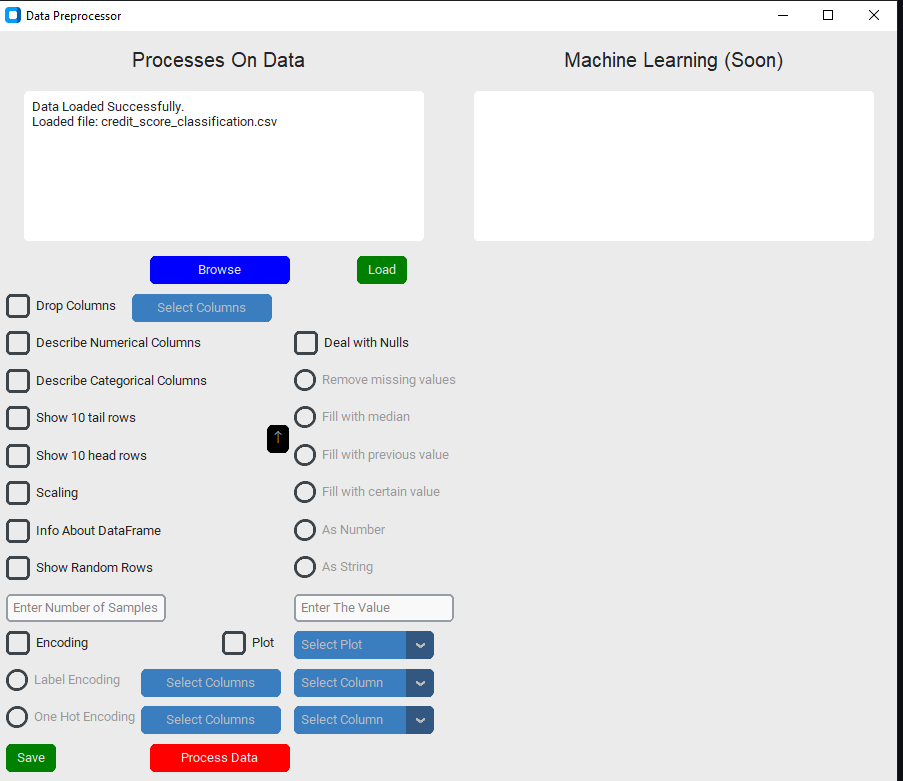 Data Preprocessor
Processes On Data
Machine Learning (Soon)
Data Loaded Successfully.
Loaded file: credit_score_classification.csv
Browse
Load
Drop Columns
Select Columns
Describe Numerical Columns
Deal with Nulls
Describe Categorical Columns
Remove missing values
Show 10 tail rows
Fill with median
↑
Show 10 head rows
Fill with previous value
Scaling
Fill with certain value
Info About DataFrame
As Number
Show Random Rows
As String
Enter Number of Samples
Enter The Value
Encoding
Plot
Select Plot
Label Encoding
Select Columns
Select Column
One Hot Encoding
Select Columns
Select Column
Save
Process Data